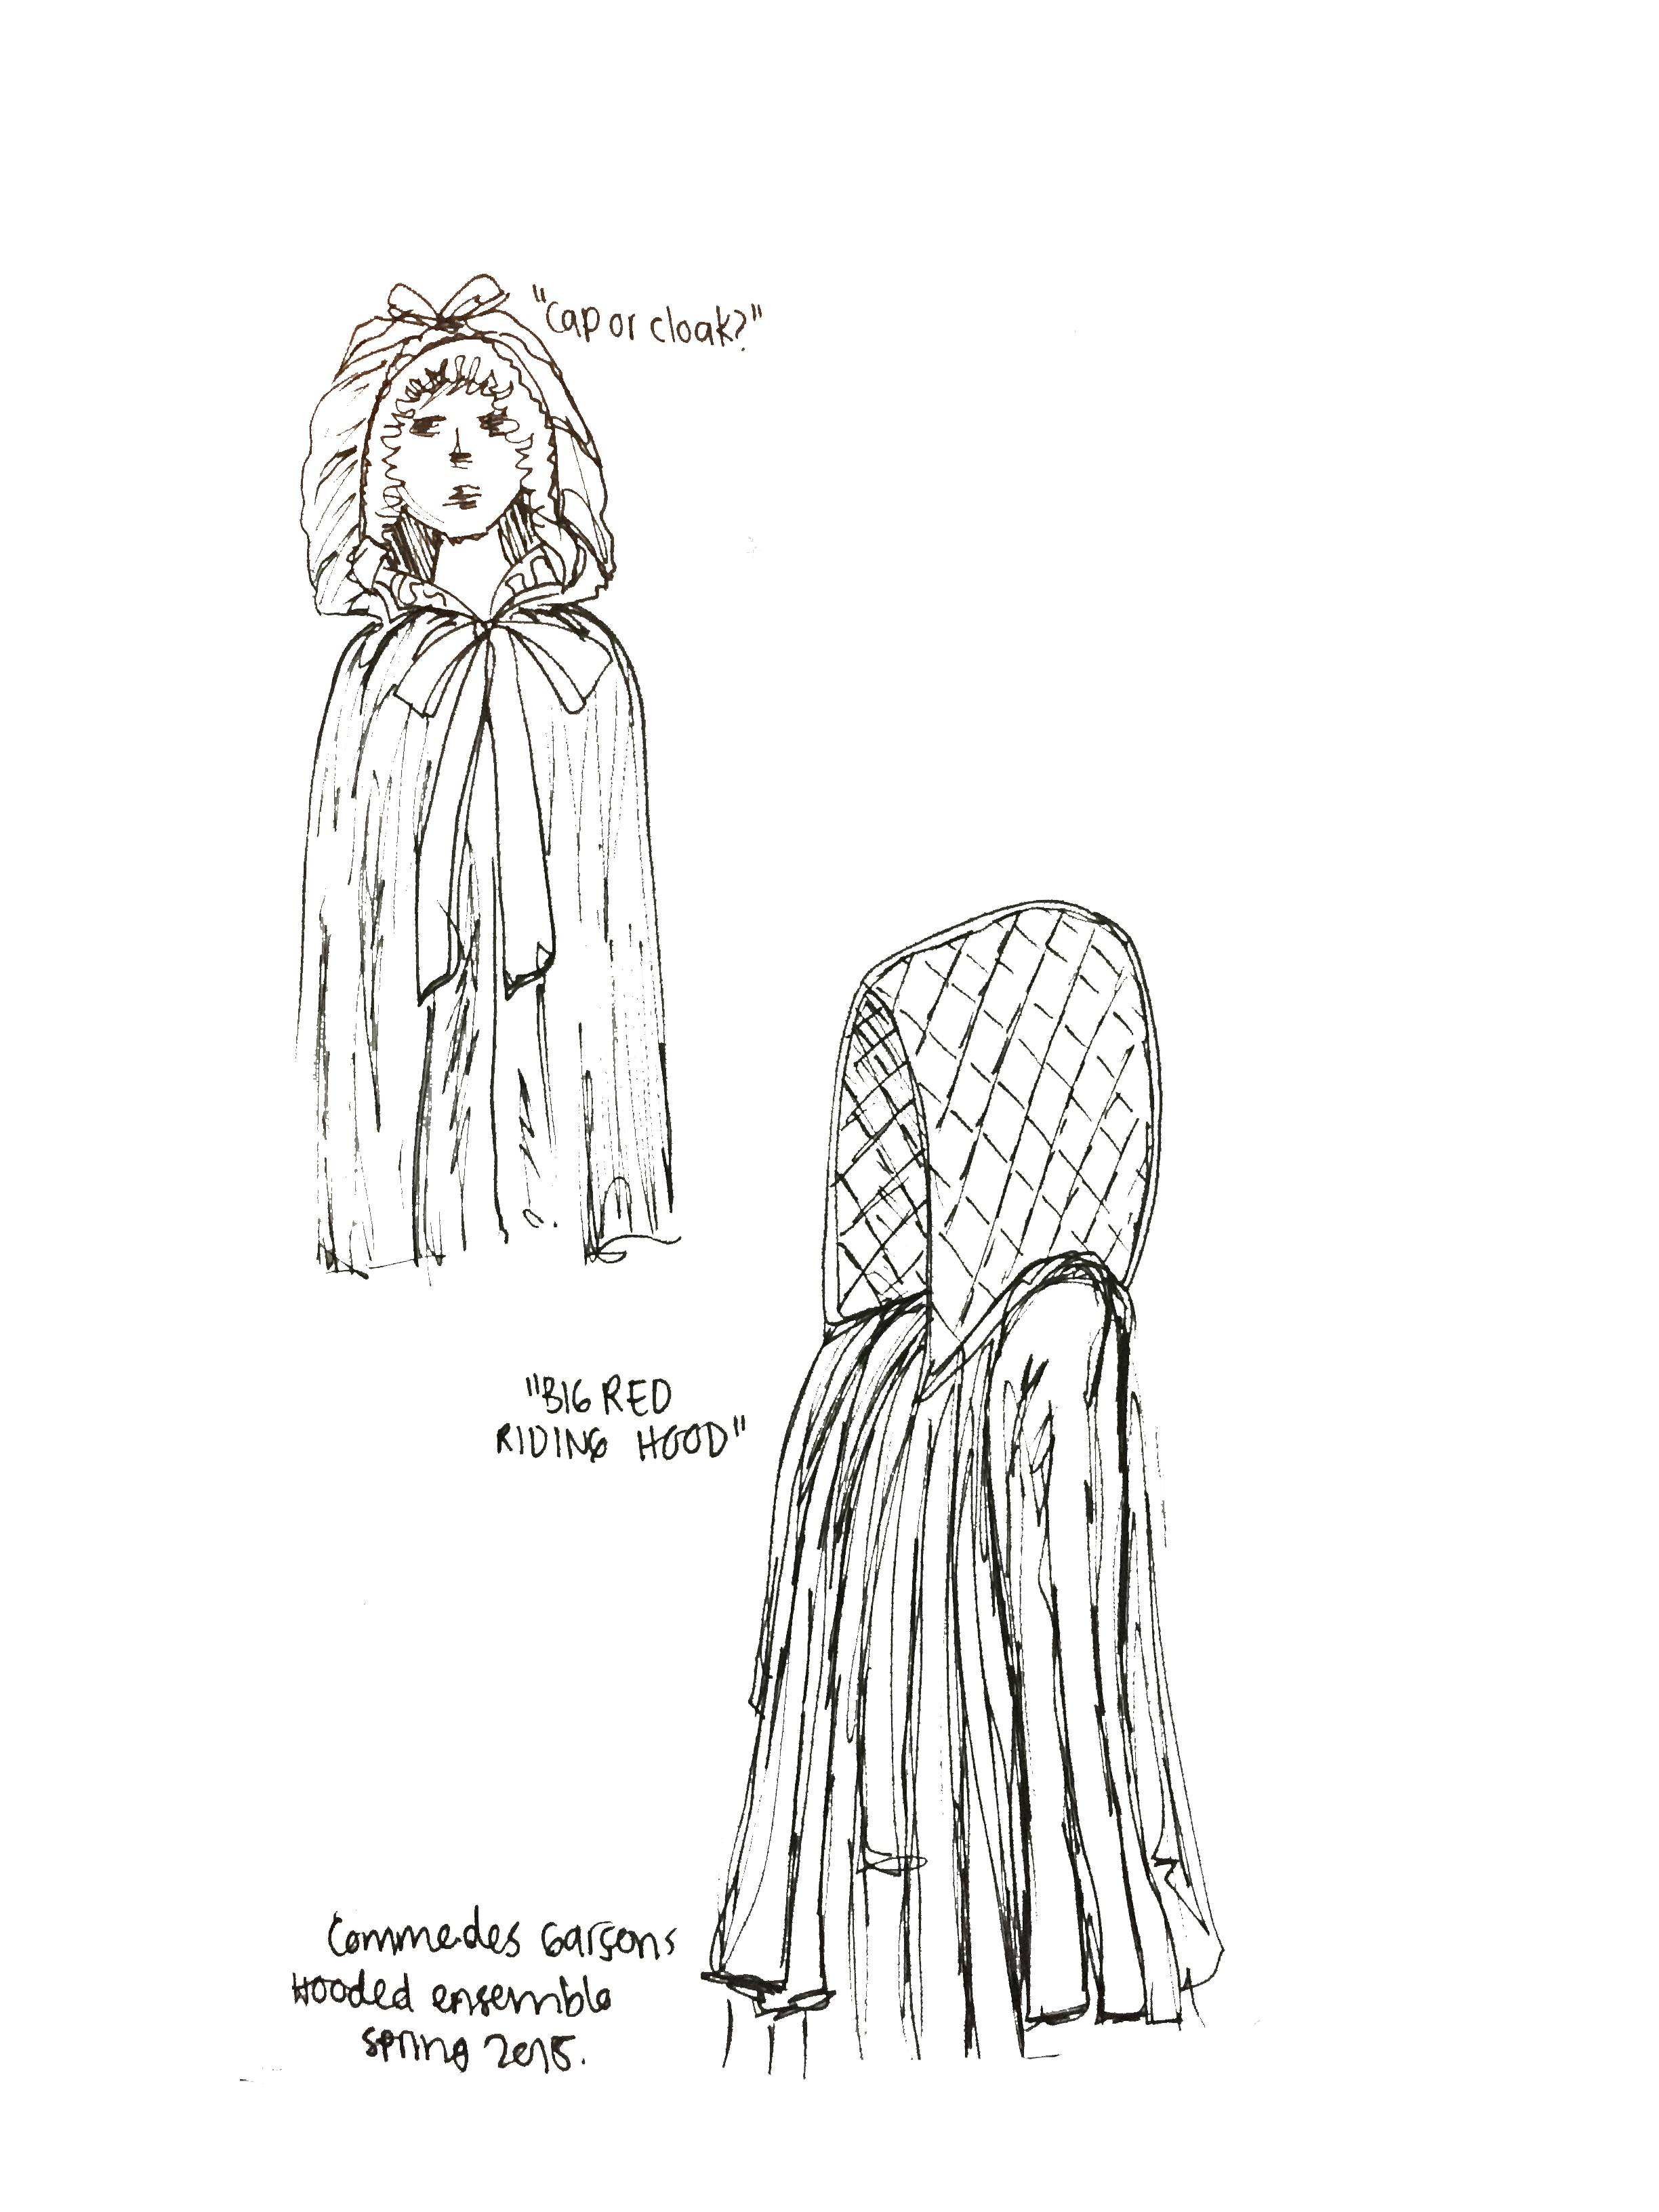 "Cap or cloak?"
"BIG RED
RIDING HOOD"
Comme des Garçons
Hooded ensemble
spring 2015.